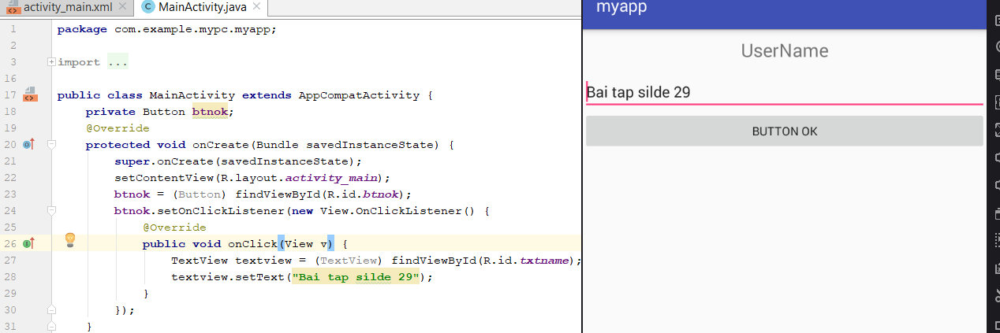 activity_main.xml MainActivity.java
1 package com.example.mypc.myapp;
2
3 import ...
16
17 public class MainActivity extends AppCompatActivity {
18 private Button btnok;
19 @Override
20 protected void onCreate(Bundle savedInstanceState) {
21 super.onCreate(savedInstanceState);
22 setContentView(R.layout.activity_main);
23 btnok = (Button) findViewById(R.id.btnok);
24 btnok.setOnClickListener(new View.OnClickListener() {
25 @Override
26 public void onClick(View v) {
27 TextView textview = (TextView) findViewById(R.id.txtname);
28 textview.setText("Bai tap silde 29");
29 }
30 });
31 }
myapp
UserName
Bai tap silde 29
BUTTON OK